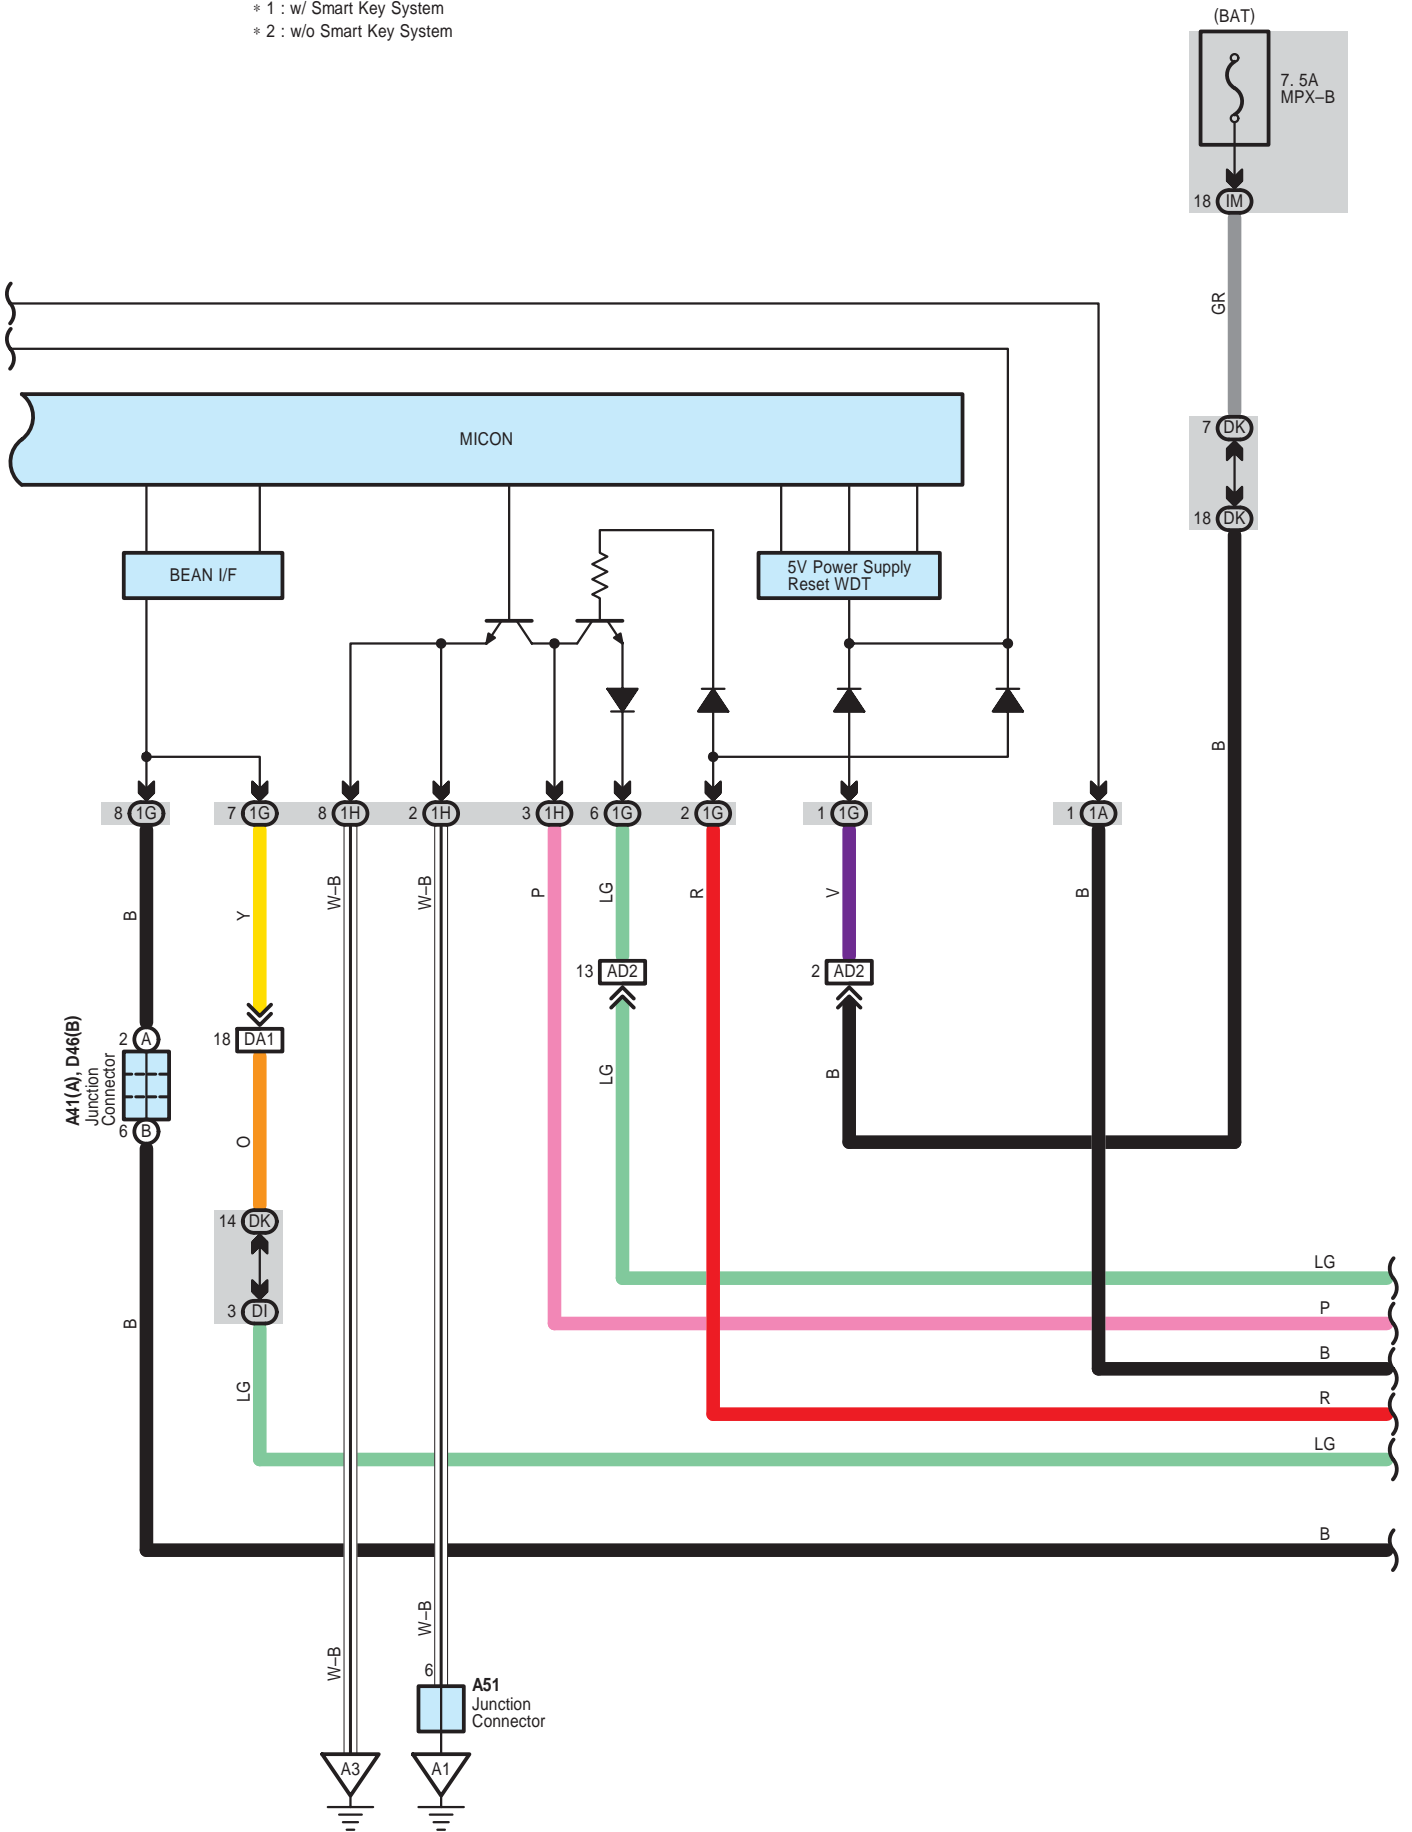 * 1 : w/ Smart Key System
* 2 : w/o Smart Key System
(BAT)
7. 5A
MPX–B
18 IM
GR
7 DK
18 DK
B
MICON
BEAN I/F
5V Power Supply
Reset WDT
8 1G
7 1G
8 1H
2 1H
3 1H
6 1G
2 1G
1 1G
1 1A
B
Y
W–B
W–B
P
LG
R
V
B
13 AD2
2 AD2
A41(A), D46(B)
Junction
Connector
2 A
6 B
18 DA1
LG
B
O
14 DK
3 DI
B
LG
LG
P
B
R
LG
B
W–B
W–B
6
A51
Junction
Connector
A3
A1